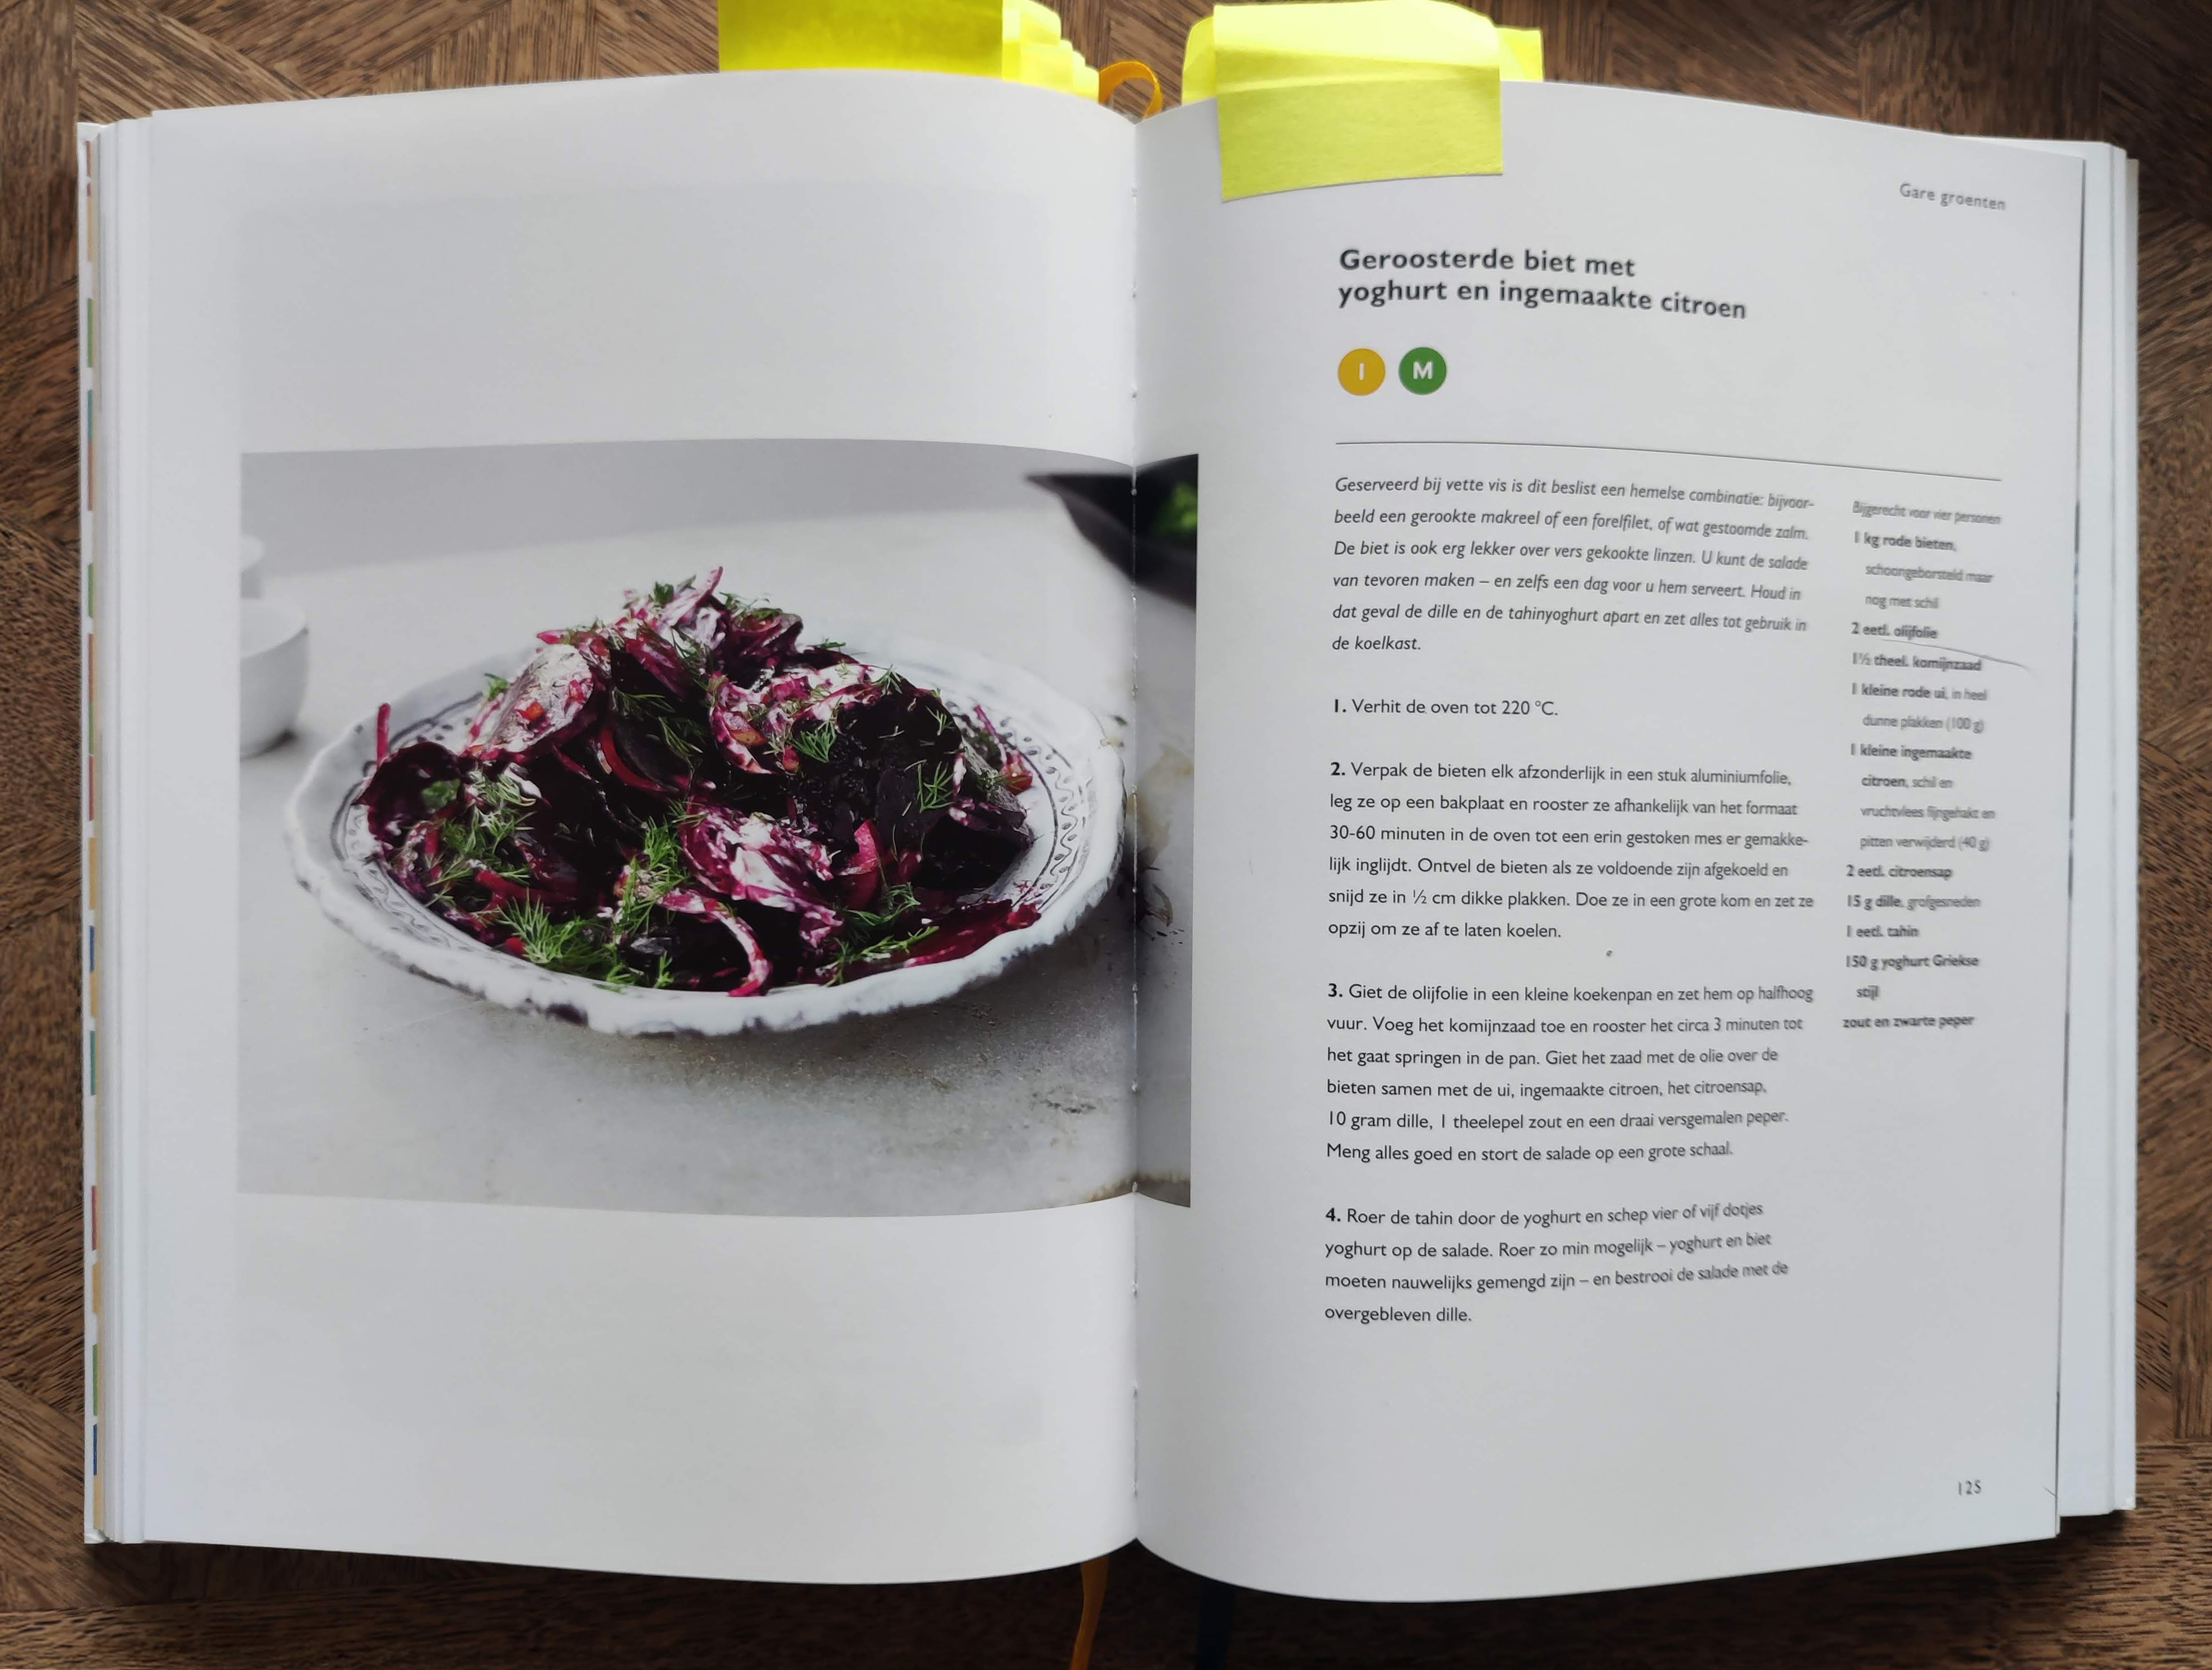 Gare groenten
Geroosterde biet met
yoghurt en ingemaakte citroen
I M
Geserveerd bij vette vis is dit beslist een hemelse combinatie: bijvoor-
beeld een gerookte makreel of een forelfilet, of wat gestoomde zalm.
De biet is ook erg lekker over vers gekookte linzen. U kunt de salade
van tevoren maken – en zelfs een dag voor u hem serveert. Houd in
dat geval de dille en de tahinyoghurt apart en zet alles tot gebruik in
de koelkast.
1. Verhit de oven tot 220 °C.
2. Verpak de bieten elk afzonderlijk in een stuk aluminiumfolie,
leg ze op een bakplaat en rooster ze afhankelijk van het formaat
30-60 minuten in de oven tot een erin gestoken mes er gemakke-
lijk inglijdt. Ontvel de bieten als ze voldoende zijn afgekoeld en
snijd ze in ½ cm dikke plakken. Doe ze in een grote kom en zet ze
opzij om ze af te laten koelen.
3. Giet de olijfolie in een kleine koekenpan en zet hem op halfhoog
vuur. Voeg het komijnzaad toe en rooster het circa 3 minuten tot
het gaat springen in de pan. Giet het zaad met de olie over de
bieten samen met de ui, ingemaakte citroen, het citroensap,
10 gram dille, 1 theelepel zout en een draai versgemalen peper.
Meng alles goed en stort de salade op een grote schaal.
4. Roer de tahin door de yoghurt en schep vier of vijf dotjes
yoghurt op de salade. Roer zo min mogelijk – yoghurt en biet
moeten nauwelijks gemengd zijn – en bestrooi de salade met de
overgebleven dille.
Bijgerecht voor vier personen
1 kg rode bieten,
schoongeborsteld maar
nog met schil
2 eetl. olijfolie
1½ theel. komijnzaad
1 kleine rode ui, in heel
dunne plakken (100 g)
1 kleine ingemaakte
citroen, schil en
vruchtvlees fijngehakt en
pitten verwijderd (40 g)
2 eetl. citroensap
15 g dille, grofgesneden
1 eetl. tahin
150 g yoghurt Griekse
stijl
zout en zwarte peper
125